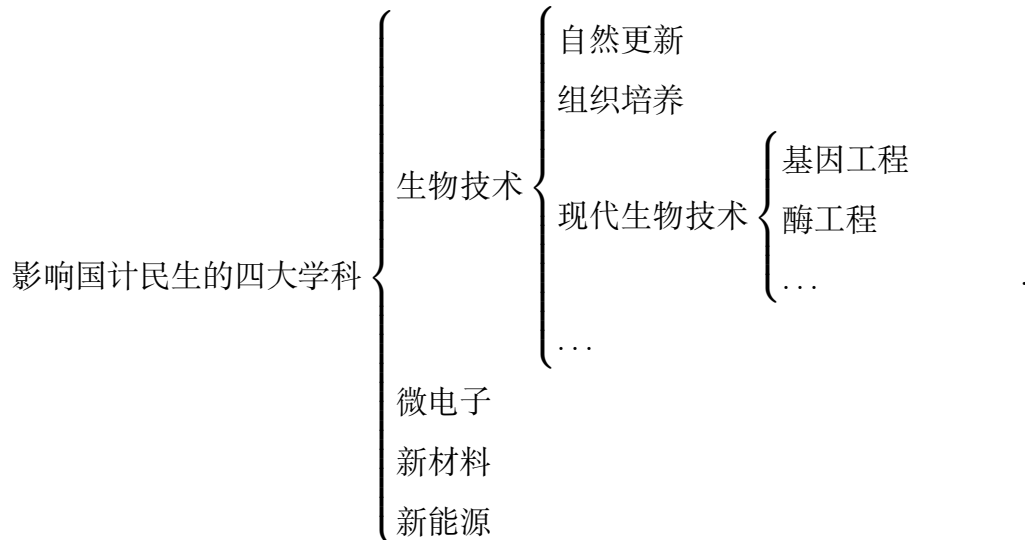 自然更新
组织培养
基因工程
生物技术
现代生物技术
酶工程
影响国计民生的四大学科
...
.
...
微电子
新材料
新能源